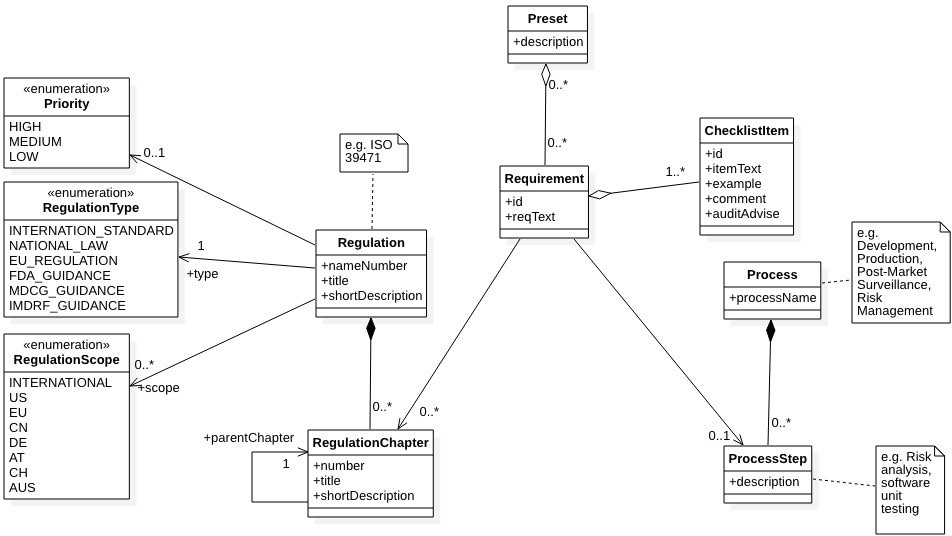 Preset
+description
0..*
0..*
«enumeration»
Priority
HIGH
MEDIUM
LOW
0..1
e.g. ISO
39471
ChecklistItem
+id
+itemText
+example
+comment
+auditAdvise
1..*
Requirement
+id
+reqText
«enumeration»
RegulationType
INTERNATION_STANDARD
NATIONAL_LAW
EU_REGULATION
FDA_GUIDANCE
MDCG_GUIDANCE
IMDRF_GUIDANCE
1
+type
Regulation
+nameNumber
+title
+shortDescription
Process
+processName
e.g.
Development,
Production,
Post-Market
Surveillance,
Risk
Management
«enumeration»
RegulationScope
INTERNATIONAL
US
EU
CN
DE
AT
CH
AUS
0..*
+scope
0..*
0..*
0..1
0..*
+parentChapter
1
RegulationChapter
+number
+title
+shortDescription
ProcessStep
+description
e.g. Risk
analysis,
software
unit
testing